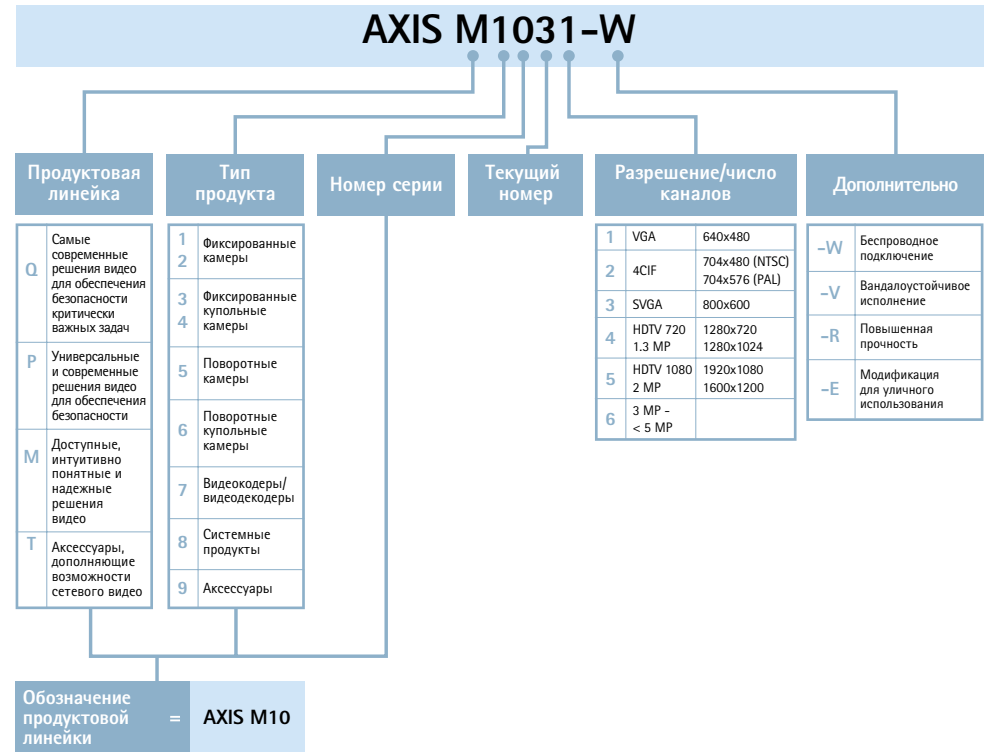 AXIS M1031-W
Продуктовая
линейка
Q
Самые
современные
решения видео
для обеспечения
безопасности
критически
важных задач
P
Универсальные
и современные
решения видео
для обеспечения
безопасности
M
Доступные,
интуитивно
понятные и
надежные
решения
видео
T
Аксессуары,
дополняющие
возможности
сетевого видео
Тип
продукта
1
2
Фиксированные
камеры
3
4
Фиксированные
купольные
камеры
5
Поворотные
камеры
6
Поворотные
купольные
камеры
7
Видеокодеры/
видеодекодеры
8
Системные
продукты
9
Аксессуары
Номер серии
Текущий
номер
Разрешение/число
каналов
1 VGA 640x480
2 4CIF 704x480 (NTSC)
704x576 (PAL)
3 SVGA 800x600
4 HDTV 720 1280x720
1.3 MP 1280x1024
5 HDTV 1080 1920x1080
2 MP 1600x1200
6 3 MP -
< 5 MP
Дополнительно
-W
Беспроводное
подключение
-V
Вандалоустойчивое
исполнение
-R
Повышенная
прочность
-E
Модификация
для уличного
использования
Обозначение
продуктовой
линейки
= AXIS M10